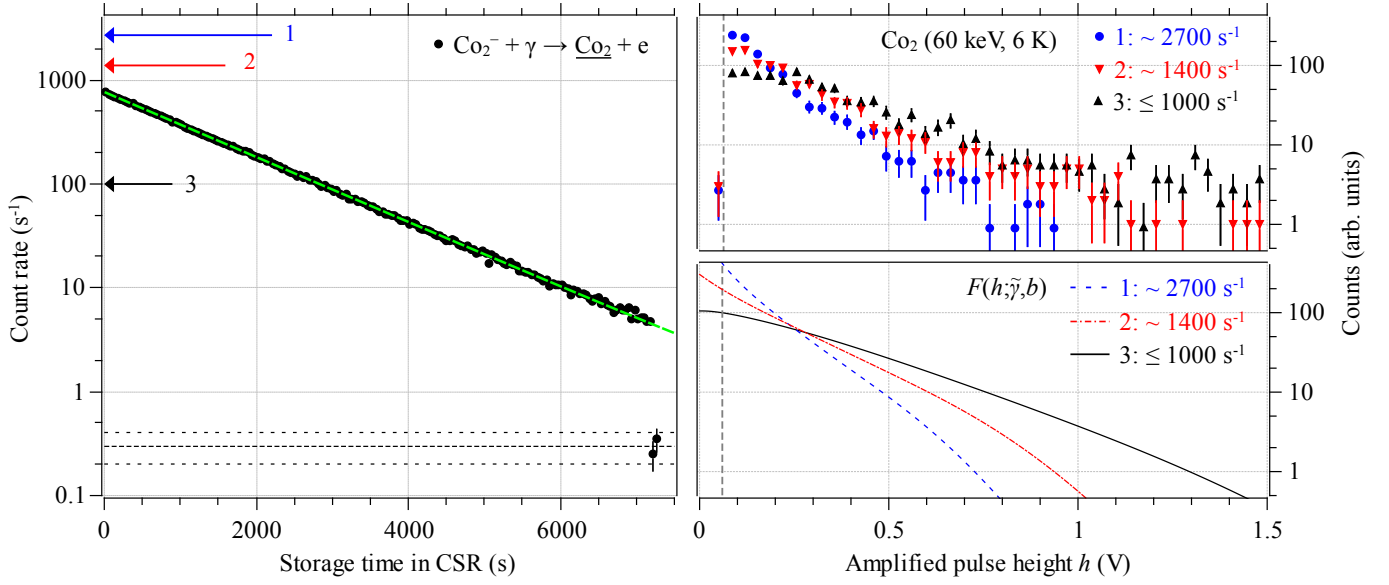 1
2
3
Co₂⁻ + γ → Co₂ + e
1000
100
10
1
0.1
Count rate (s⁻¹)
0
2000
4000
6000
Storage time in CSR (s)
Co₂ (60 keV, 6 K)
1: ~ 2700 s⁻¹
2: ~ 1400 s⁻¹
3: ≤ 1000 s⁻¹
100
10
1
F(h;γ̃,b)
1: ~ 2700 s⁻¹
2: ~ 1400 s⁻¹
3: ≤ 1000 s⁻¹
100
10
1
Counts (arb. units)
0
0.5
1
1.5
Amplified pulse height h (V)